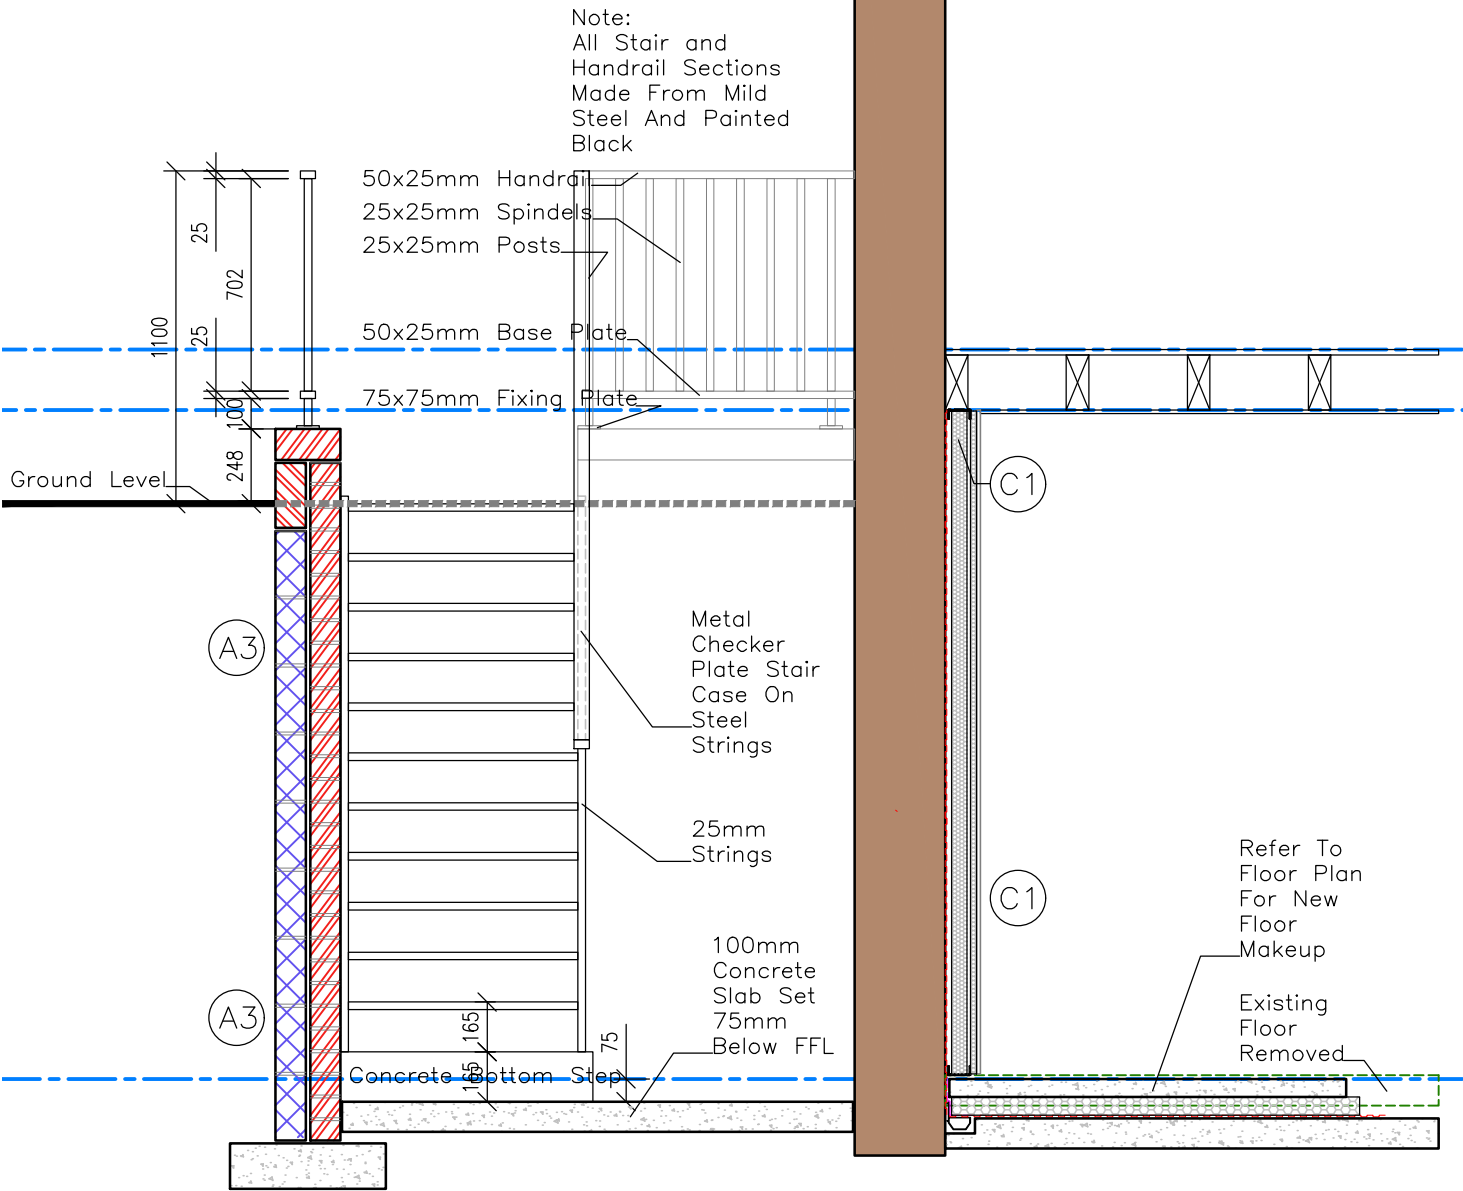 Note:
All Stair and
Handrail Sections
Made From Mild
Steel And Painted
Black
50x25mm Handrail
25x25mm Spindels
25x25mm Posts
50x25mm Base Plate
75x75mm Fixing Plate
25
702
1100
25
100
248
Ground Level
C1
A3
Metal
Checker
Plate Stair
Case On
Steel
Strings
25mm
Strings
C1
Refer To
Floor Plan
For New
Floor
Makeup
100mm
Concrete
Slab Set
75mm
Below FFL
A3
165
75
Existing
Floor
Removed
Concrete Bottom Step
165